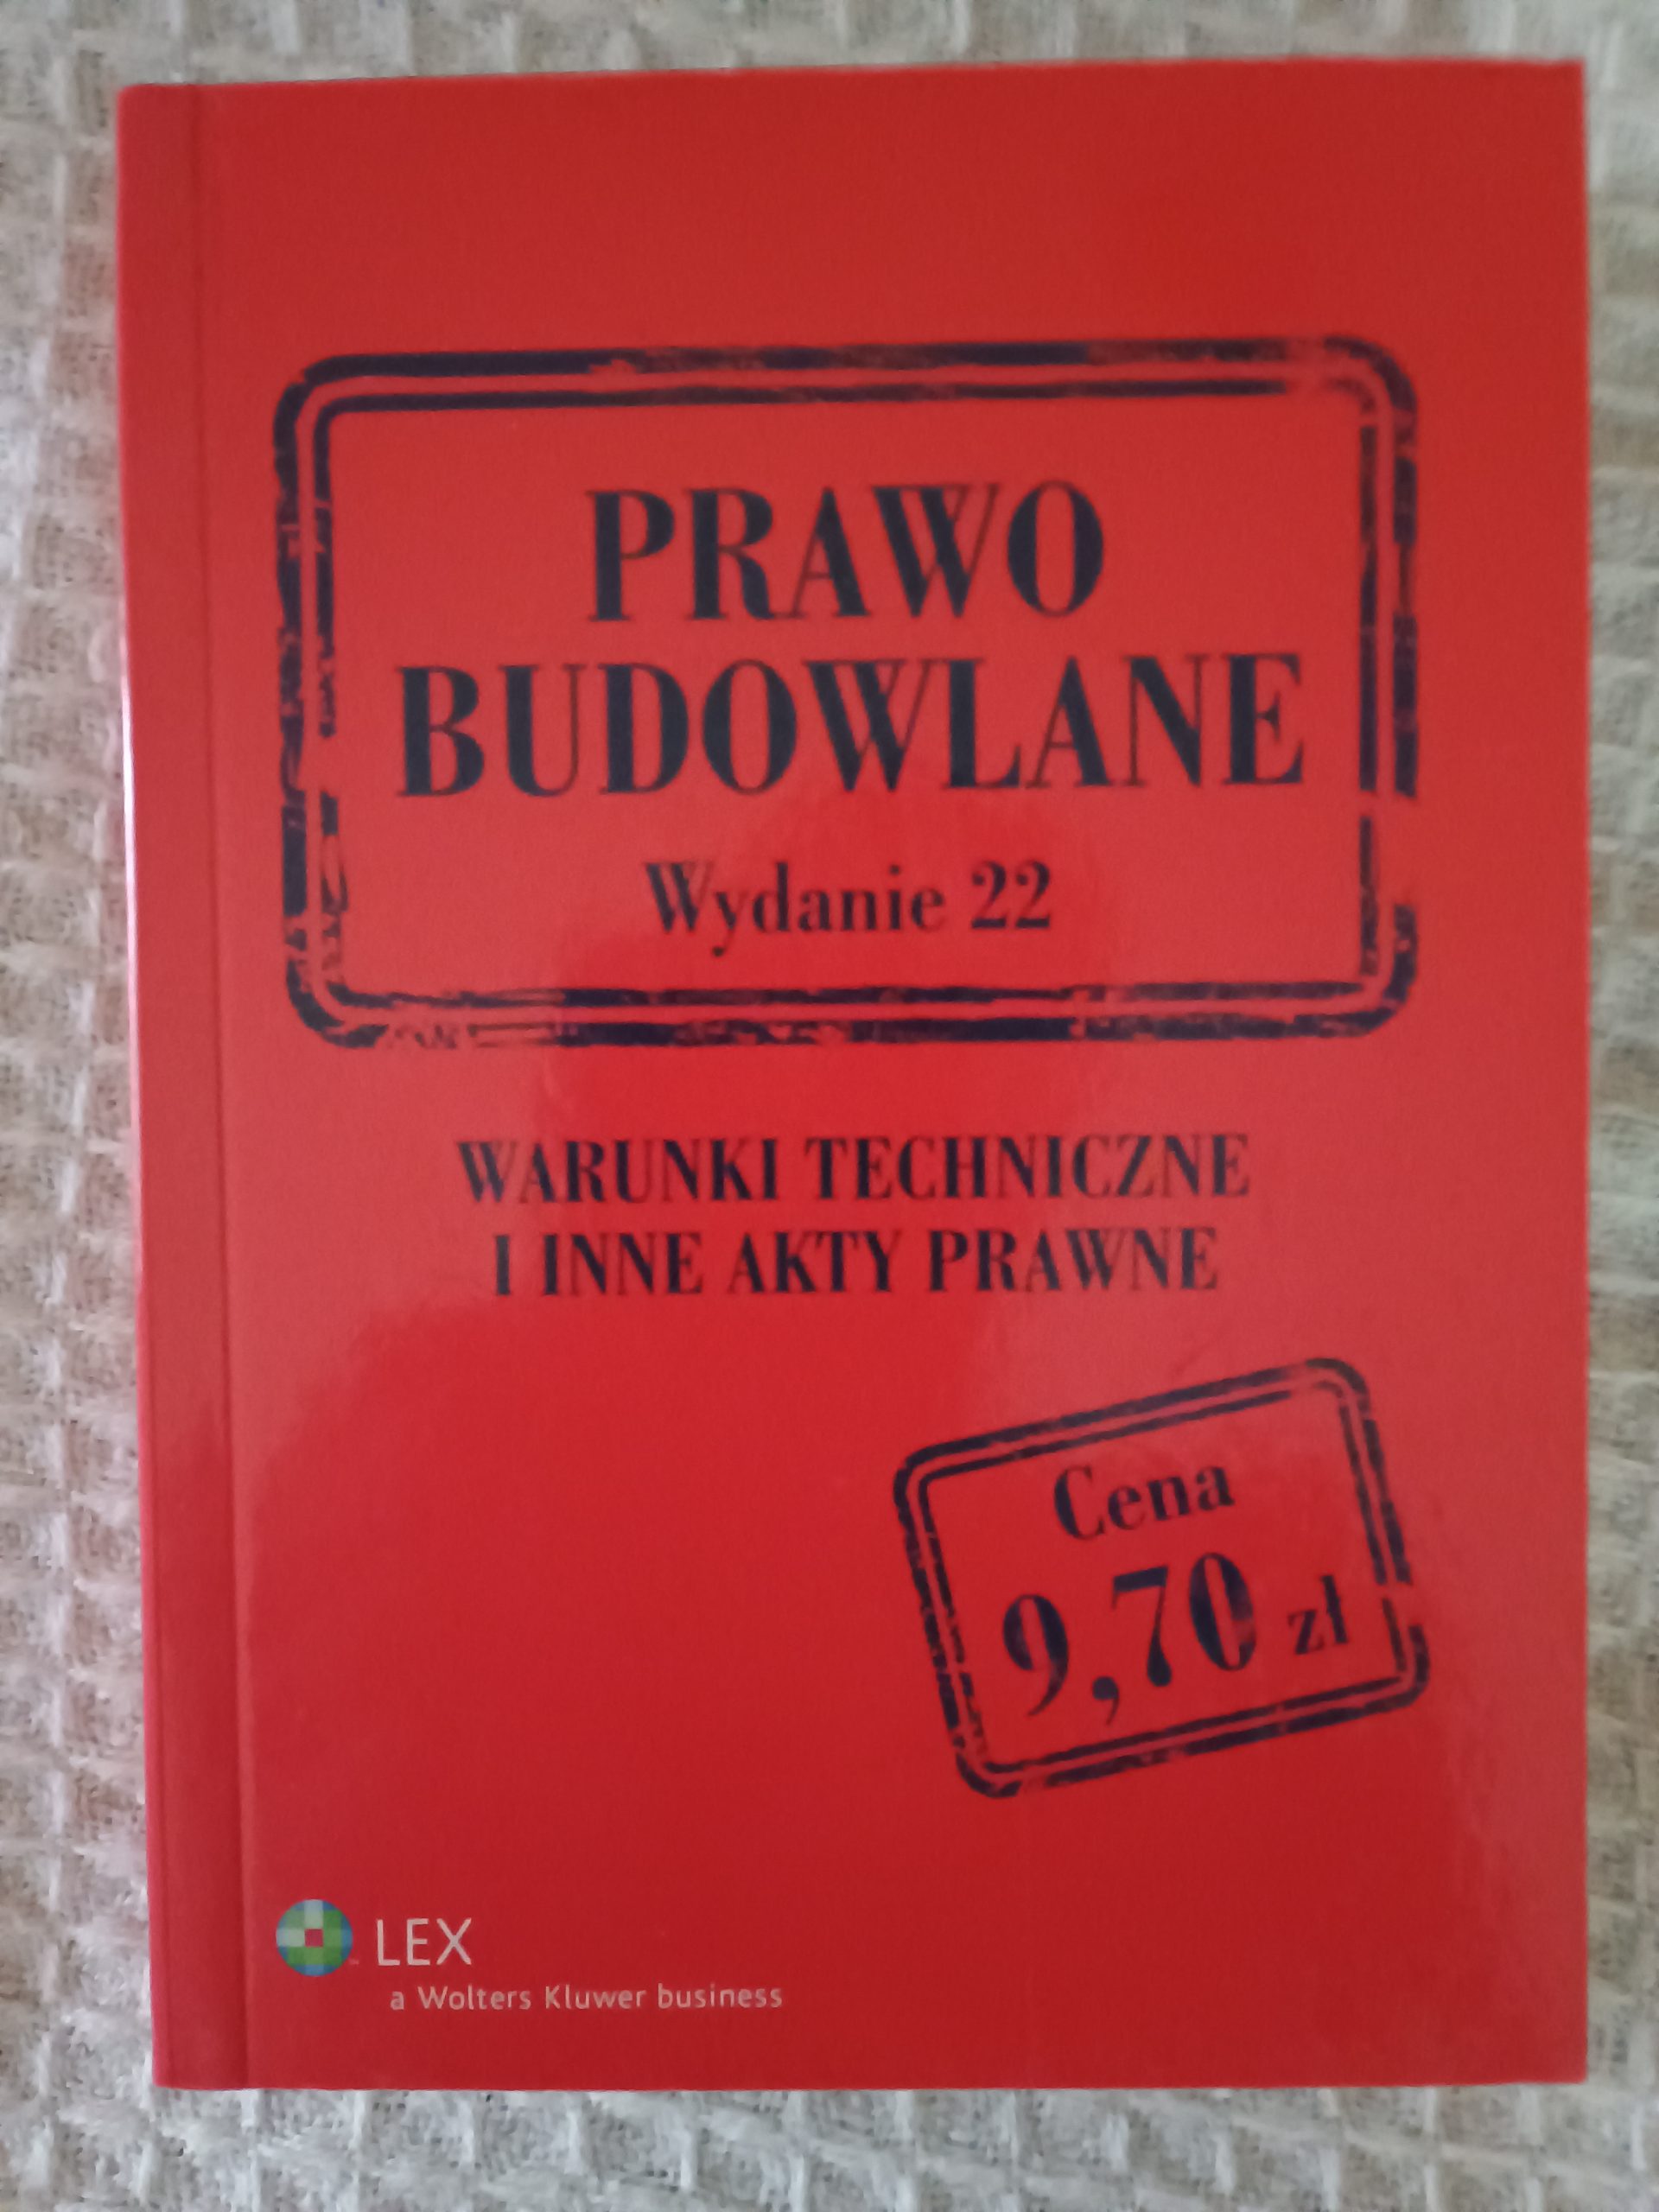 PRAWO
BUDOWLANE
Wydanie 22
WARUNKI TECHNICZNE
I INNE AKTY PRAWNE
Cena
9,70 zł
LEX
a Wolters Kluwer business